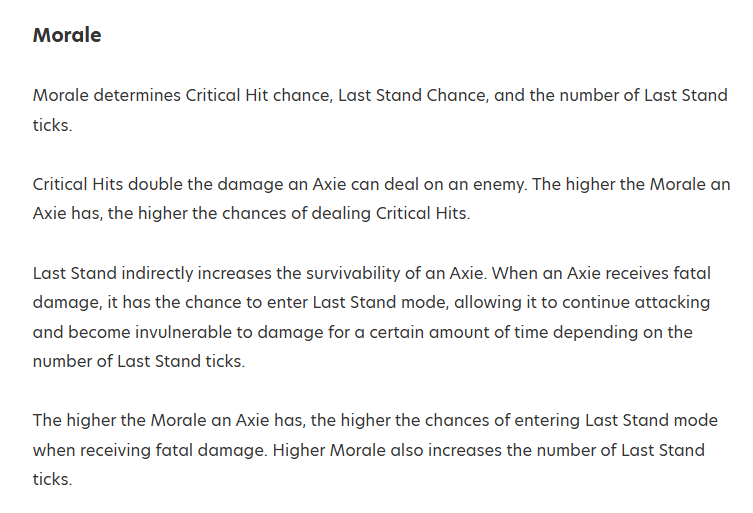 Morale
Morale determines Critical Hit chance, Last Stand Chance, and the number of Last Stand
ticks.
Critical Hits double the damage an Axie can deal on an enemy. The higher the Morale an
Axie has, the higher the chances of dealing Critical Hits.
Last Stand indirectly increases the survivability of an Axie. When an Axie receives fatal
damage, it has the chance to enter Last Stand mode, allowing it to continue attacking
and become invulnerable to damage for a certain amount of time depending on the
number of Last Stand ticks.
The higher the Morale an Axie has, the higher the chances of entering Last Stand mode
when receiving fatal damage. Higher Morale also increases the number of Last Stand
ticks.